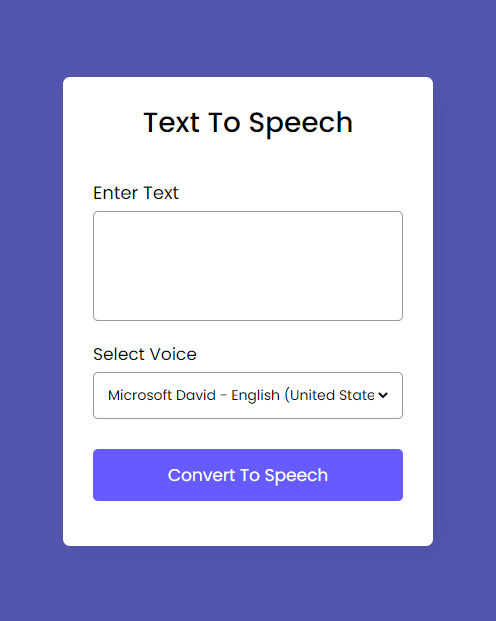 Text To Speech
Enter Text
Select Voice
Microsoft David - English (United State
Convert To Speech